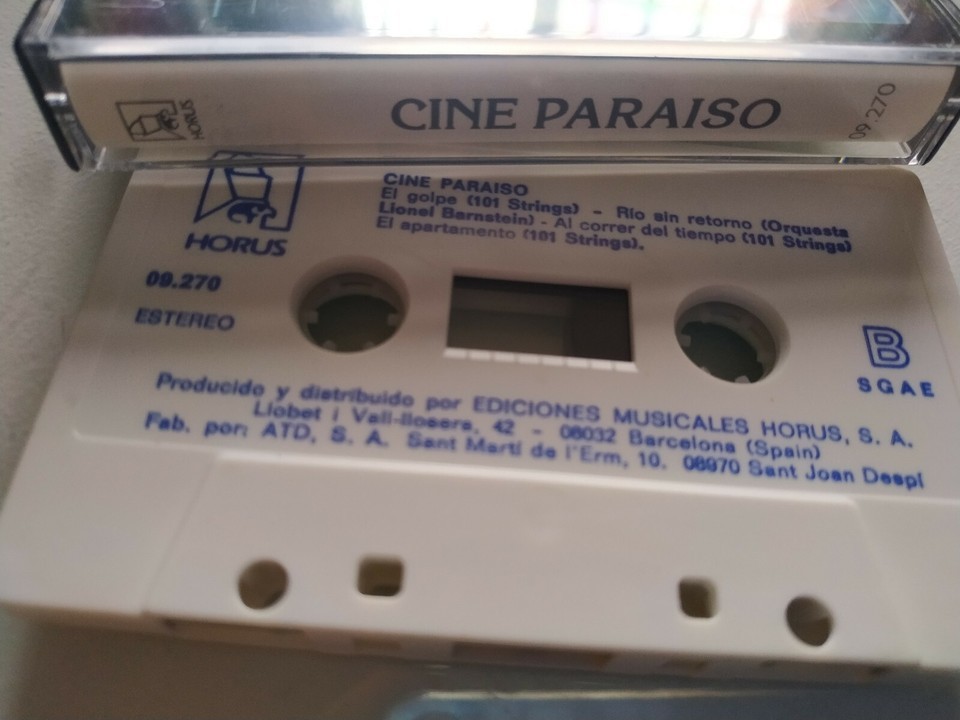 HORUS
CINE PARAISO
09.270
HORUS
CINE PARAISO
El golpe (101 Strings) - Río sin retorno (Orquesta
Lionel Barnstein) - Al correr del tiempo (101 Strings)
El apartamento (101 Strings).
09.270
ESTEREO
B
SGAE
Producido y distribuido por EDICIONES MUSICALES HORUS, S. A.
Llobet i Vall-llosera, 42 - 08032 Barcelona (Spain)
Fab. por: ATD, S. A. Sant Martí de l'Erm, 10. 08970 Sant Joan Despí